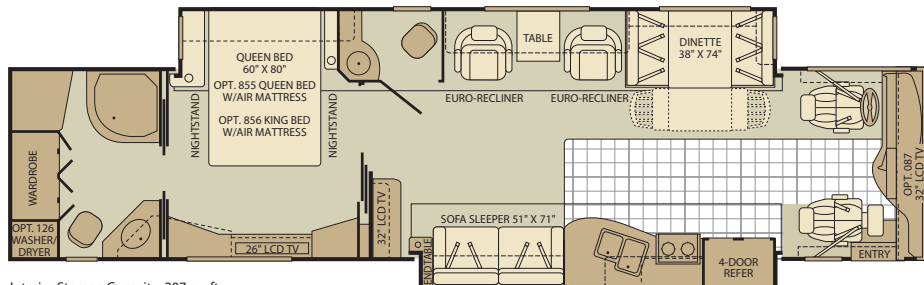 QUEEN BED
60" X 80"
OPT. 855 QUEEN BED
W/AIR MATTRESS
OPT. 856 KING BED
W/AIR MATTRESS
NIGHTSTAND
NIGHTSTAND
TABLE
EURO-RECLINER
EURO-RECLINER
DINETTE
38" X 74"
WARDROBE
OPT. 126
WASHER/
DRYER
26" LCD TV
32" LCD TV
SOFA SLEEPER 51" X 71"
END TABLE
4-DOOR
REFER
ENTRY
OPT. 087
32" LCD TV